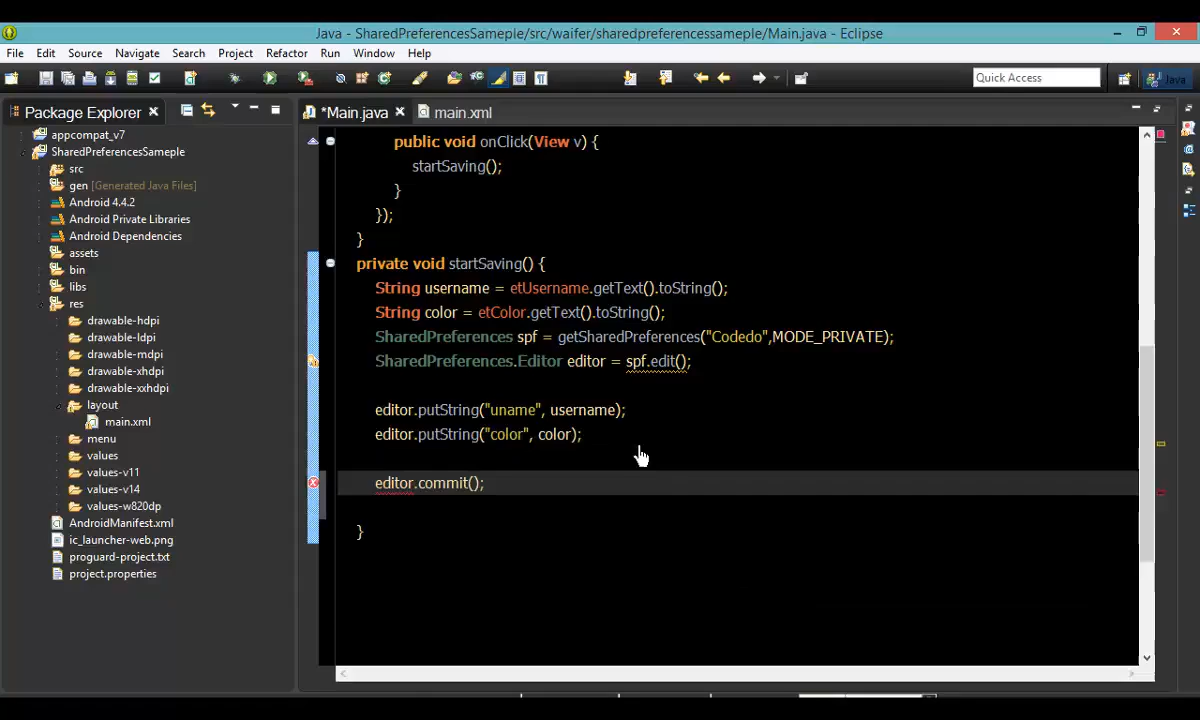 Java - SharedPreferencesSameple/src/waifer/sharedpreferencessameple/Main.java - Eclipse
File Edit Source Navigate Search Project Refactor Run Window Help
Quick Access
Java
Package Explorer
*Main.java
main.xml
appcompat_v7
SharedPreferencesSameple
src
gen [Generated Java Files]
Android 4.4.2
Android Private Libraries
Android Dependencies
assets
bin
libs
res
drawable-hdpi
drawable-ldpi
drawable-mdpi
drawable-xhdpi
drawable-xxhdpi
layout
main.xml
menu
values
values-v11
values-v14
values-w820dp
AndroidManifest.xml
ic_launcher-web.png
proguard-project.txt
project.properties
public void onClick(View v) {
startSaving();
}
});
}
private void startSaving() {
String username = etUsername.getText().toString();
String color = etColor.getText().toString();
SharedPreferences spf = getSharedPreferences("Codedo",MODE_PRIVATE);
SharedPreferences.Editor editor = spf.edit();
editor.putString("uname", username);
editor.putString("color", color);
editor.commit();
}